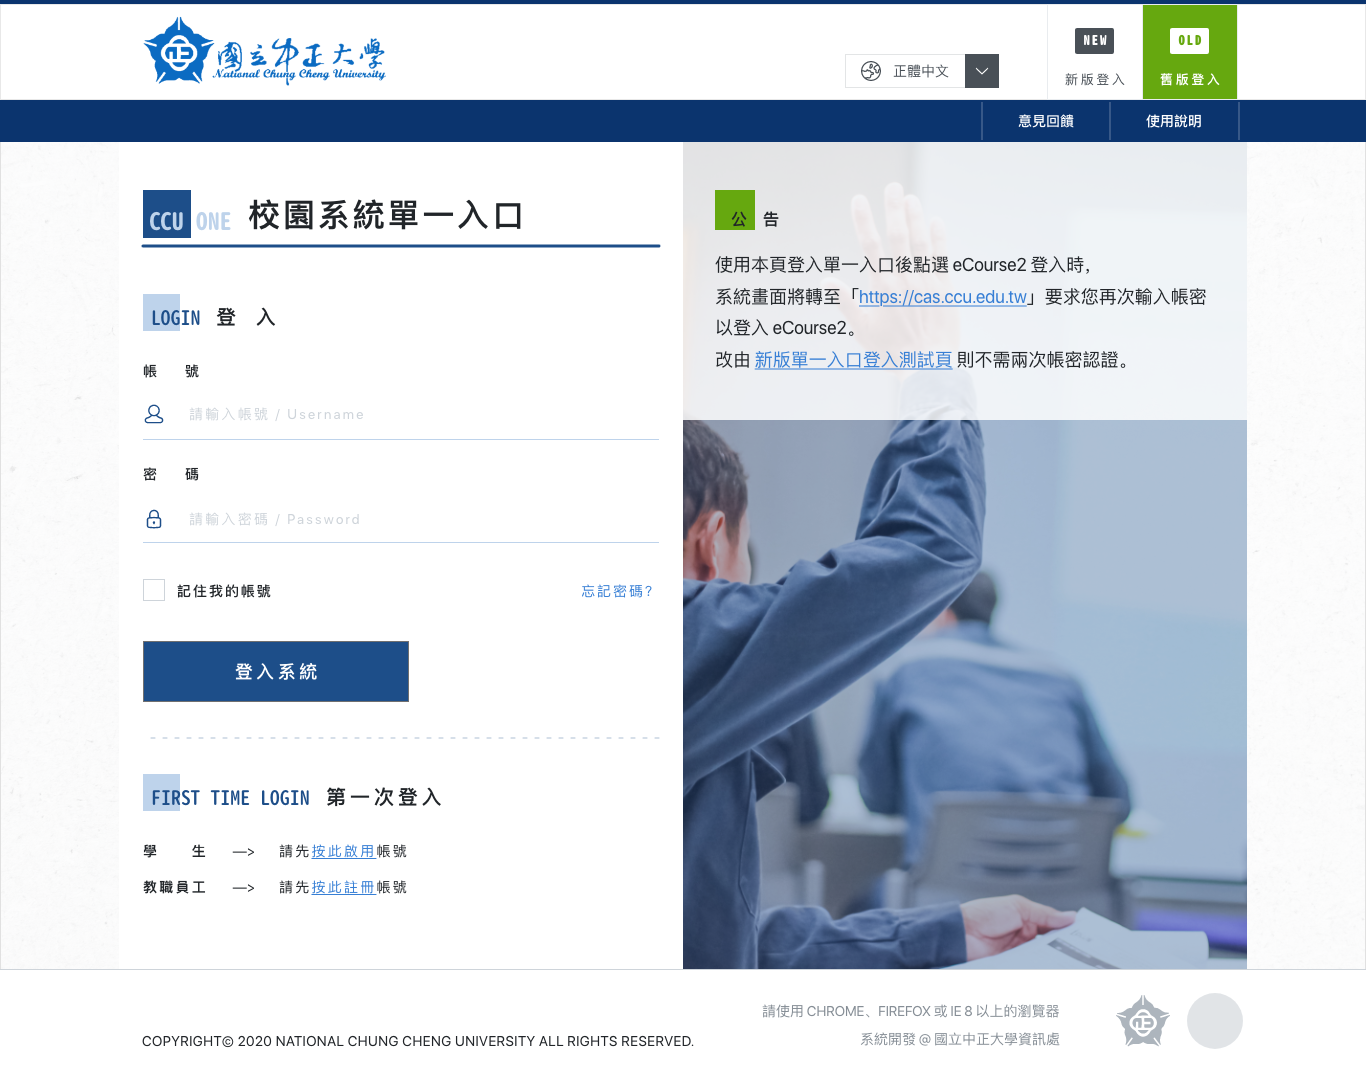 國立中正大學
National Chung Cheng University
正體中文
NEW
新版登入
OLD
舊版登入
意見回饋
使用說明
CCU ONE 校園系統單一入口
LOGIN 登 入
帳 號
請輸入帳號 / Username
密 碼
請輸入密碼 / Password
記住我的帳號
忘記密碼?
登入系統
FIRST TIME LOGIN 第一次登入
學 生 —> 請先按此啟用帳號
教職員工 —> 請先按此註冊帳號
公 告
使用本頁登入單一入口後點選 eCourse2 登入時，
系統畫面將轉至「https://cas.ccu.edu.tw」要求您再次輸入帳密
以登入 eCourse2。
改由 新版單一入口登入測試頁 則不需兩次帳密認證。
COPYRIGHT© 2020 NATIONAL CHUNG CHENG UNIVERSITY ALL RIGHTS RESERVED.
請使用 CHROME、FIREFOX 或 IE 8 以上的瀏覽器
系統開發 @ 國立中正大學資訊處